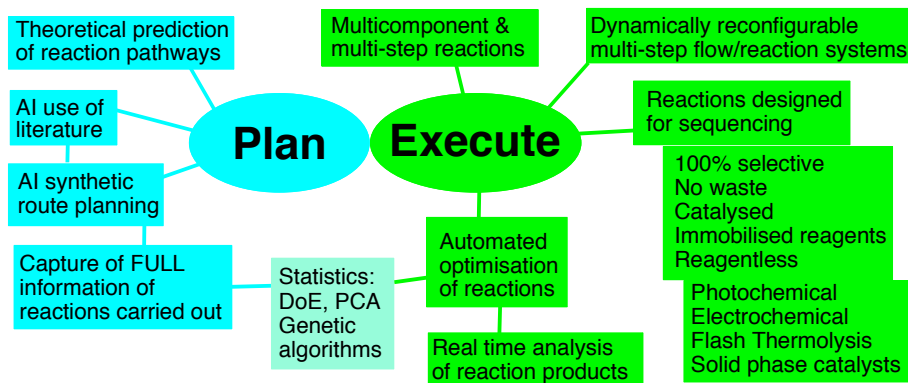 Theoretical prediction
of reaction pathways
AI use of
literature
AI synthetic
route planning
Capture of FULL
information of
reactions carried out
Plan
Statistics:
DoE, PCA
Genetic
algorithms
Multicomponent &
multi-step reactions
Execute
Automated
optimisation
of reactions
Real time analysis
of reaction products
Dynamically reconfigurable
multi-step flow/reaction systems
Reactions designed
for sequencing
100% selective
No waste
Catalysed
Immobilised reagents
Reagentless
Photochemical
Electrochemical
Flash Thermolysis
Solid phase catalysts